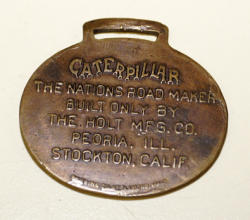 CATERPILLAR
THE NATIONS ROAD MAKER
BUILT ONLY BY
THE HOLT MFG. CO.
PEORIA, ILL.
STOCKTON, CALIF.